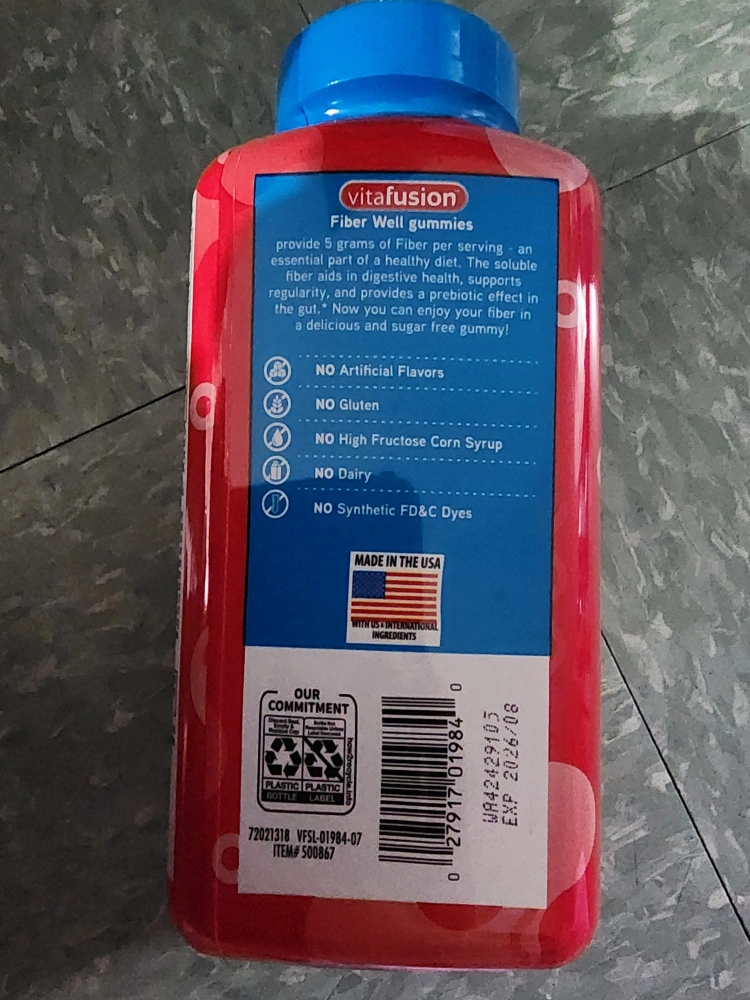 vitafusion™
Fiber Well gummies
provide 5 grams of Fiber per serving - an
essential part of a healthy diet. The soluble
fiber aids in digestive health, supports
regularity, and provides a prebiotic effect in
the gut.* Now you can enjoy your fiber in
a delicious and sugar free gummy!
NO Artificial Flavors
NO Gluten
NO High Fructose Corn Syrup
NO Dairy
NO Synthetic FD&C Dyes
MADE IN THE USA
WITH US & INTERNATIONAL
INGREDIENTS
OUR
COMMITMENT
PLASTIC PLASTIC
BOTTLE LABEL
how2recycle.info
72021318 VFSL-01984-07
ITEM# 500867
0 27917 01984 0
WA42429103
EXP 2026/08